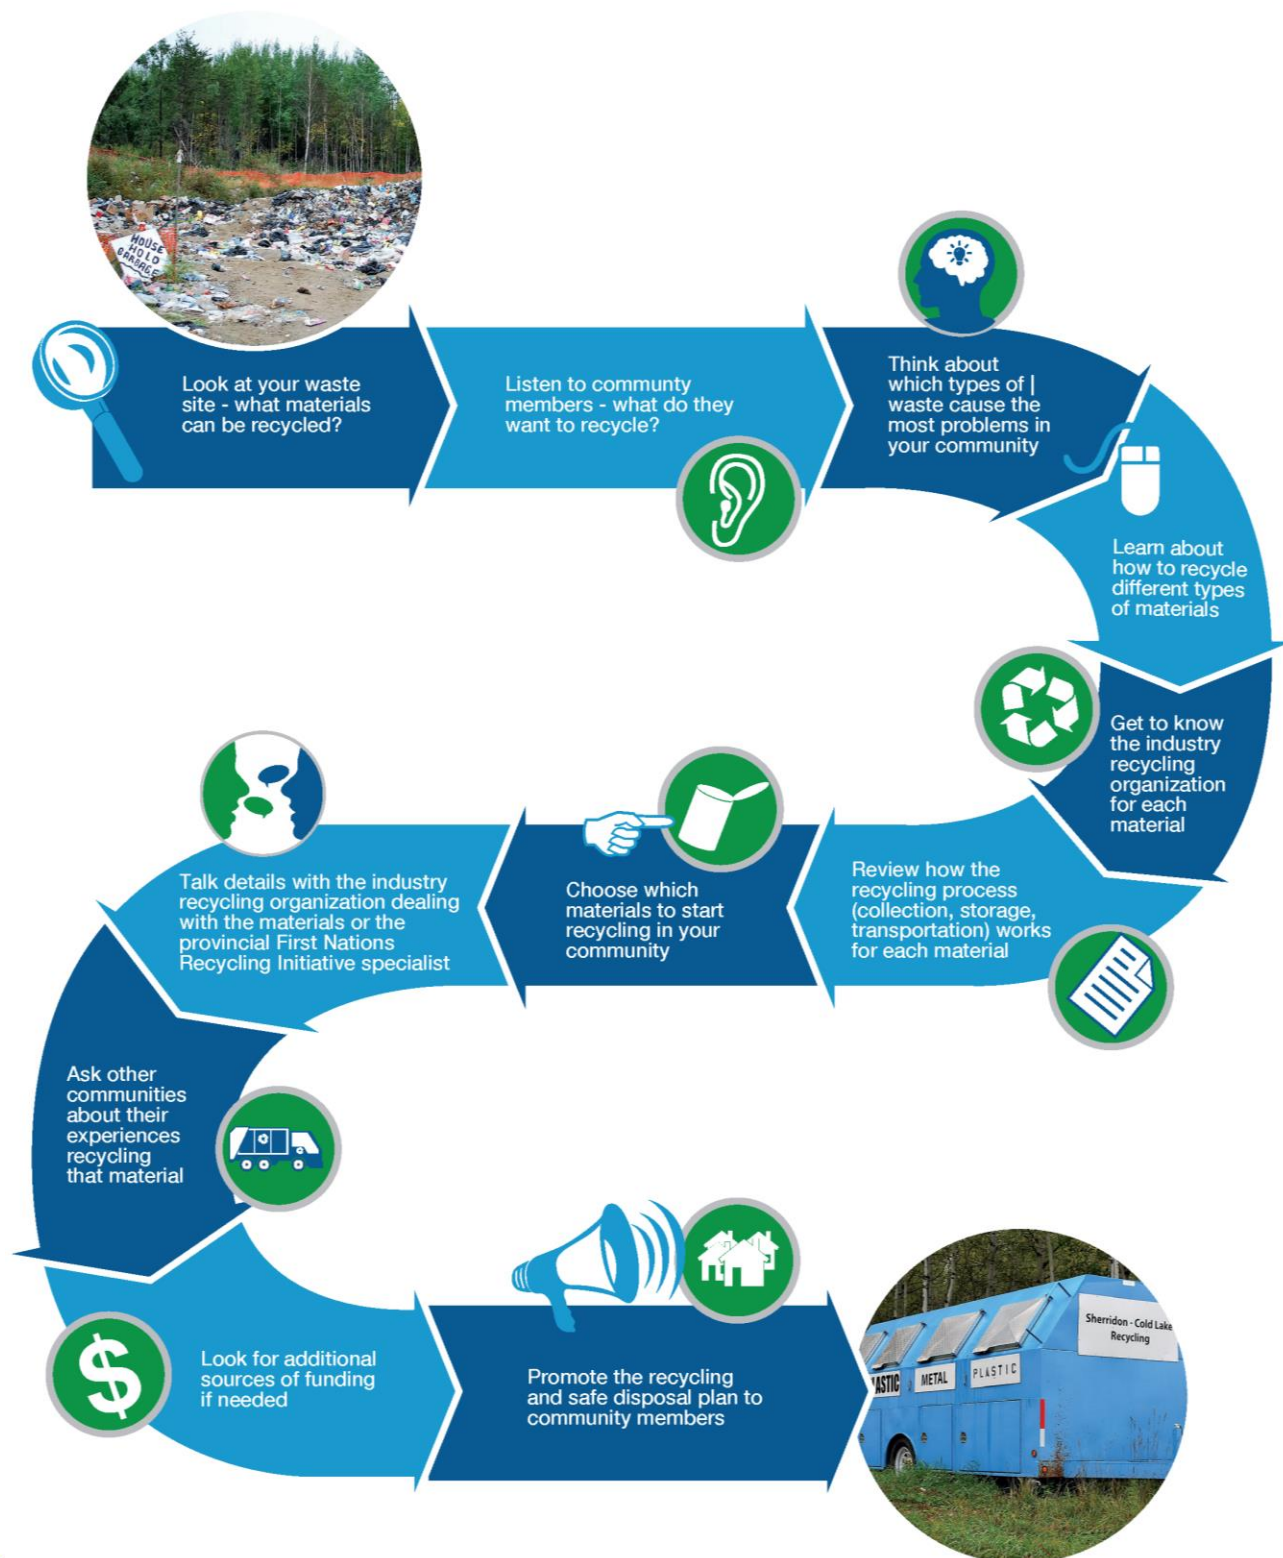 HOUSE
HOLD
GARBAGE
Look at your waste
site - what materials
can be recycled?
Listen to communty
members - what do they
want to recycle?
Think about
which types of |
waste cause the
most problems in
your community
Learn about
how to recycle
different types
of materials
Get to know
the industry
recycling
organization
for each
material
Review how the
recycling process
(collection, storage,
transportation) works
for each material
Choose which
materials to start
recycling in your
community
Talk details with the industry
recycling organization dealing
with the materials or the
provincial First Nations
Recycling Initiative specialist
Ask other
communities
about their
experiences
recycling
that material
$
Look for additional
sources of funding
if needed
Promote the recycling
and safe disposal plan to
community members
Sherridon - Cold Lake
Recycling
LASTIC
METAL
PLASTIC